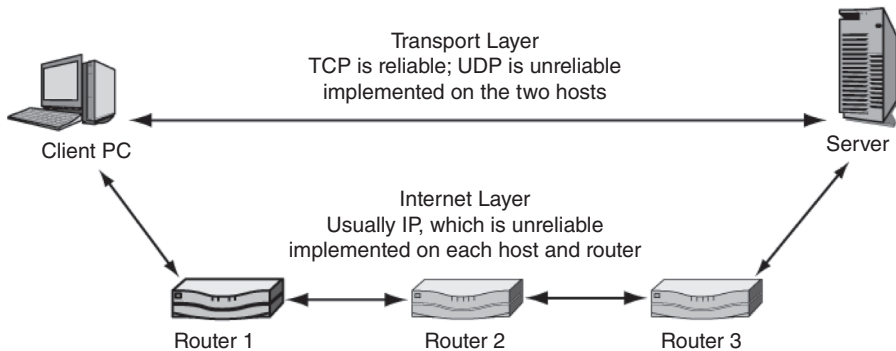 Transport Layer
TCP is reliable; UDP is unreliable
implemented on the two hosts
Client PC
Server
Internet Layer
Usually IP, which is unreliable
implemented on each host and router
Router 1
Router 2
Router 3